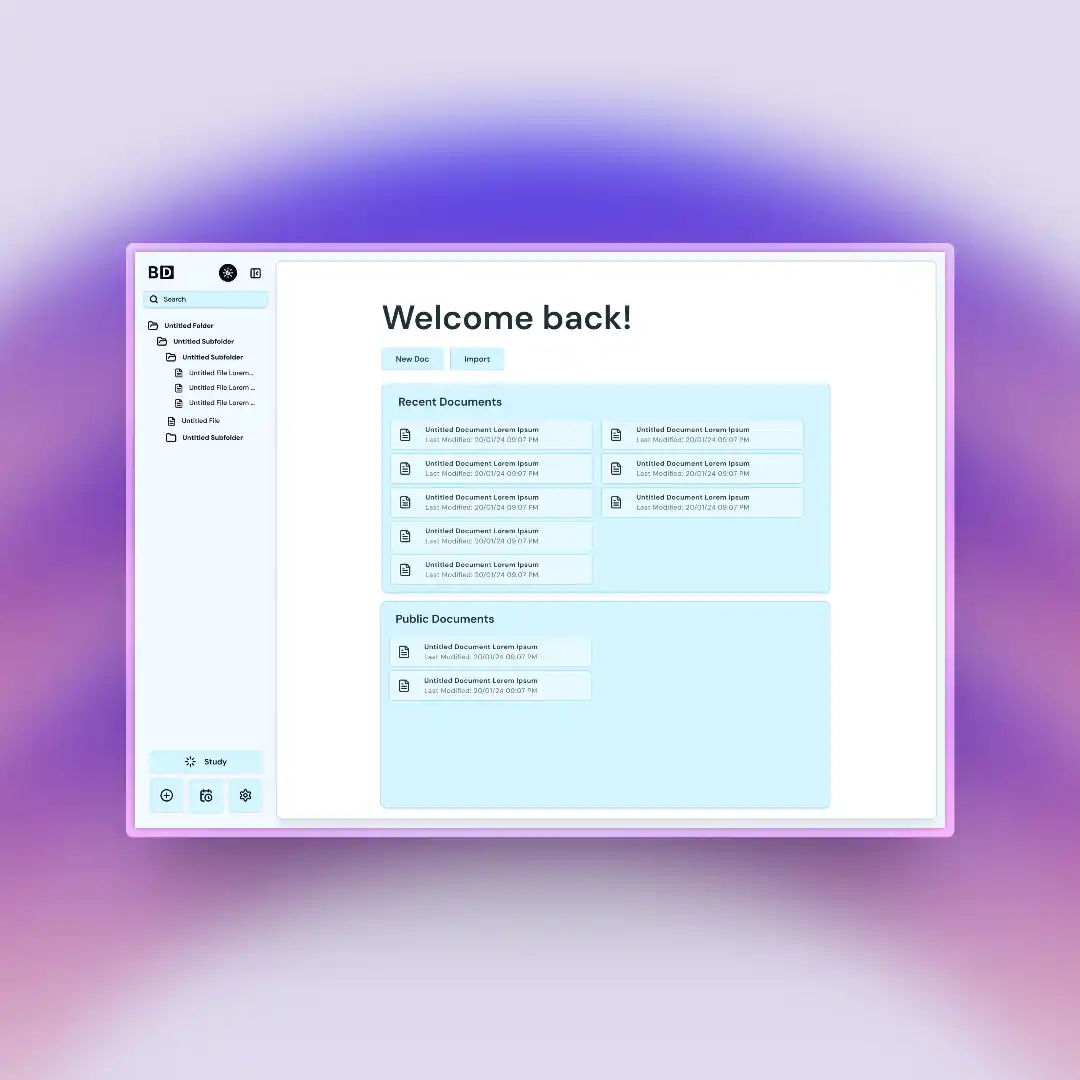 BD
Search
Untitled Folder
Untitled Subfolder
Untitled Subfolder
Untitled File Lorem...
Untitled File Lorem ...
Untitled File Lorem ...
Untitled File
Untitled Subfolder
Study
Welcome back!
New Doc
Import
Recent Documents
Untitled Document Lorem Ipsum
Last Modified: 20/01/24 09:07 PM
Untitled Document Lorem Ipsum
Last Modified: 20/01/24 09:07 PM
Untitled Document Lorem Ipsum
Last Modified: 20/01/24 09:07 PM
Untitled Document Lorem Ipsum
Last Modified: 20/01/24 09:07 PM
Untitled Document Lorem Ipsum
Last Modified: 20/01/24 09:07 PM
Untitled Document Lorem Ipsum
Last Modified: 20/01/24 09:07 PM
Untitled Document Lorem Ipsum
Last Modified: 20/01/24 09:07 PM
Untitled Document Lorem Ipsum
Last Modified: 20/01/24 09:07 PM
Public Documents
Untitled Document Lorem Ipsum
Last Modified: 20/01/24 09:07 PM
Untitled Document Lorem Ipsum
Last Modified: 20/01/24 09:07 PM